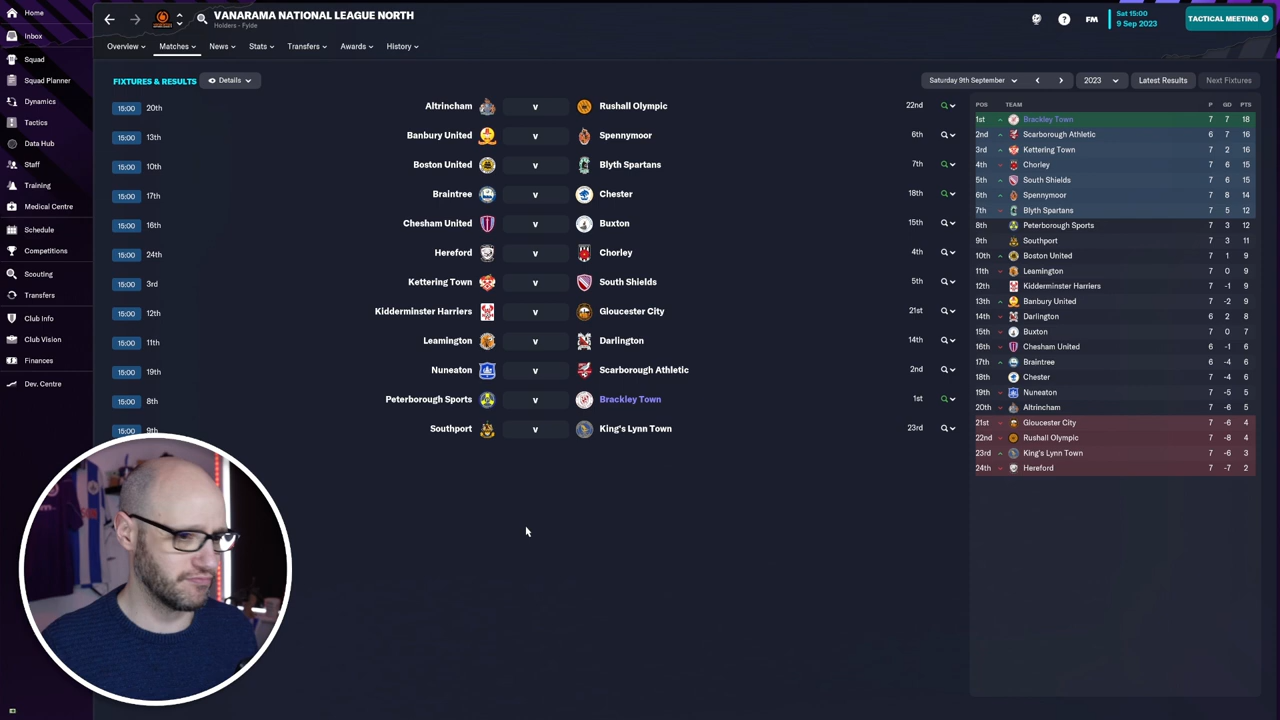 Home
Inbox
Squad
Squad Planner
Dynamics
Tactics
Data Hub
Staff
Training
Medical Centre
Schedule
Competitions
Scouting
Transfers
Club Info
Club Vision
Finances
Dev. Centre
VANARAMA NATIONAL LEAGUE NORTH
Holders - Fylde
FM
Sat 15:00
9 Sep 2023
TACTICAL MEETING
Overview Matches News Stats Transfers Awards History
FIXTURES & RESULTS Details
Saturday 9th September 2023 Latest Results Next Fixtures
15:00 20th Altrincham v Rushall Olympic 22nd
15:00 13th Banbury United v Spennymoor 6th
15:00 10th Boston United v Blyth Spartans 7th
15:00 17th Braintree v Chester 18th
15:00 16th Chesham United v Buxton 15th
15:00 24th Hereford v Chorley 4th
15:00 3rd Kettering Town v South Shields 5th
15:00 12th Kidderminster Harriers v Gloucester City 21st
15:00 11th Leamington v Darlington 14th
15:00 19th Nuneaton v Scarborough Athletic 2nd
15:00 8th Peterborough Sports v Brackley Town 1st
15:00 9th Southport v King's Lynn Town 23rd
POS TEAM P GD PTS
1st Brackley Town 7 7 18
2nd Scarborough Athletic 6 7 16
3rd Kettering Town 7 2 16
4th Chorley 7 6 15
5th South Shields 7 6 15
6th Spennymoor 7 8 14
7th Blyth Spartans 7 5 12
8th Peterborough Sports 7 3 12
9th Southport 7 3 11
10th Boston United 7 1 9
11th Leamington 7 0 9
12th Kidderminster Harriers 7 -1 9
13th Banbury United 7 -2 9
14th Darlington 6 2 8
15th Buxton 7 0 7
16th Chesham United 6 -1 6
17th Braintree 6 -4 6
18th Chester 7 -4 6
19th Nuneaton 7 -5 5
20th Altrincham 7 -6 5
21st Gloucester City 7 -6 4
22nd Rushall Olympic 7 -8 4
23rd King's Lynn Town 7 -6 3
24th Hereford 7 -7 2